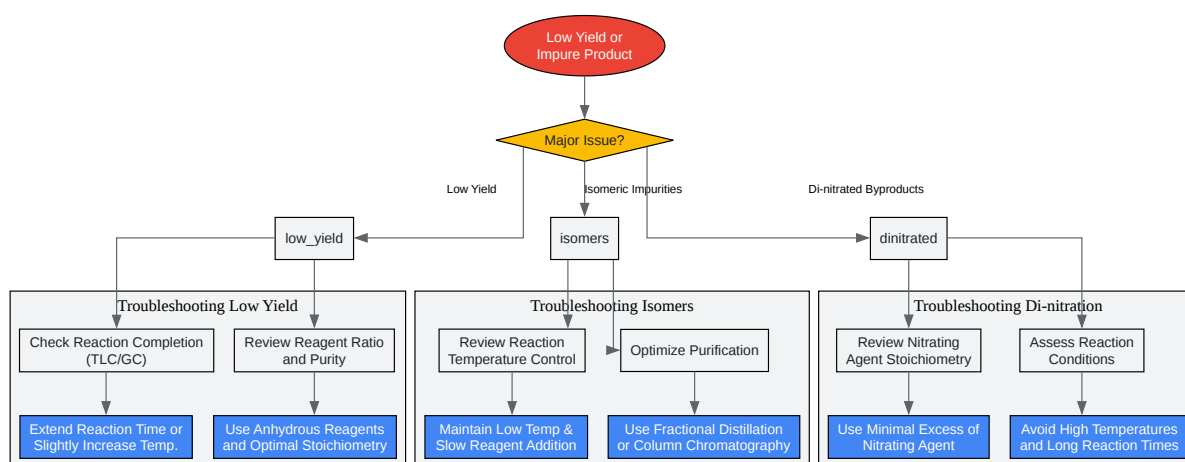 Low Yield or
Impure Product
Major Issue?
Low Yield
Isomeric Impurities
Di-nitrated Byproducts
low_yield
isomers
dinitrated
Troubleshooting Low Yield
Troubleshooting Isomers
Troubleshooting Di-nitration
Check Reaction Completion
(TLC/GC)
Review Reagent Ratio
and Purity
Review Reaction
Temperature Control
Optimize Purification
Review Nitrating
Agent Stoichiometry
Assess Reaction
Conditions
Extend Reaction Time or
Slightly Increase Temp.
Use Anhydrous Reagents
and Optimal Stoichiometry
Maintain Low Temp &
Slow Reagent Addition
Use Fractional Distillation
or Column Chromatography
Use Minimal Excess of
Nitrating Agent
Avoid High Temperatures
and Long Reaction Times